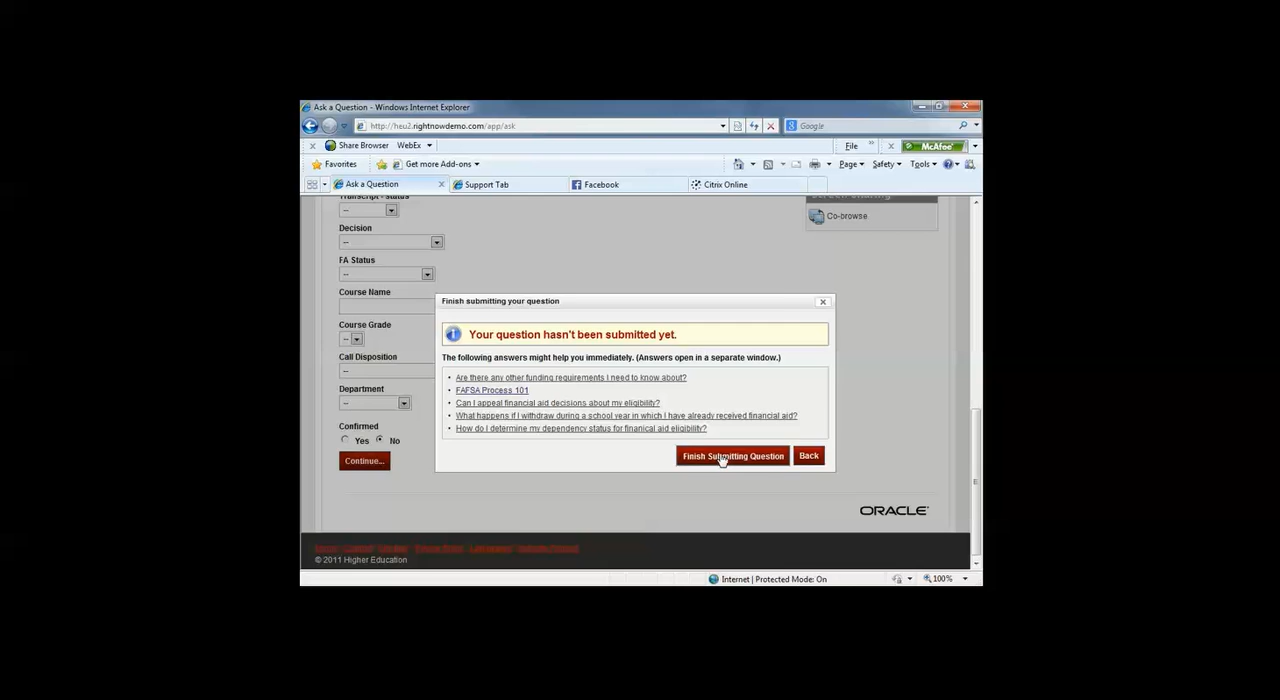 Ask a Question - Windows Internet Explorer
http://heu2.rightnowdemo.com/app/ask
Google
Share Browser WebEx
File
McAfee
Favorites Get more Add-ons
Page Safety Tools
Ask a Question Support Tab Facebook Citrix Online
Transcript - status
--
Co-browse
Decision
--
FA Status
--
Course Name
Course Grade
--
Call Disposition
--
Department
--
Confirmed
Yes No
Continue...
Finish submitting your question
Your question hasn't been submitted yet.
The following answers might help you immediately. (Answers open in a separate window.)
• Are there any other funding requirements I need to know about?
• FAFSA Process 101
• Can I appeal financial aid decisions about my eligibility?
• What happens if I withdraw during a school year in which I have already received financial aid?
• How do I determine my dependency status for finanical aid eligibility?
Finish Submitting Question Back
ORACLE
© 2011 Higher Education
Internet | Protected Mode: On
100%